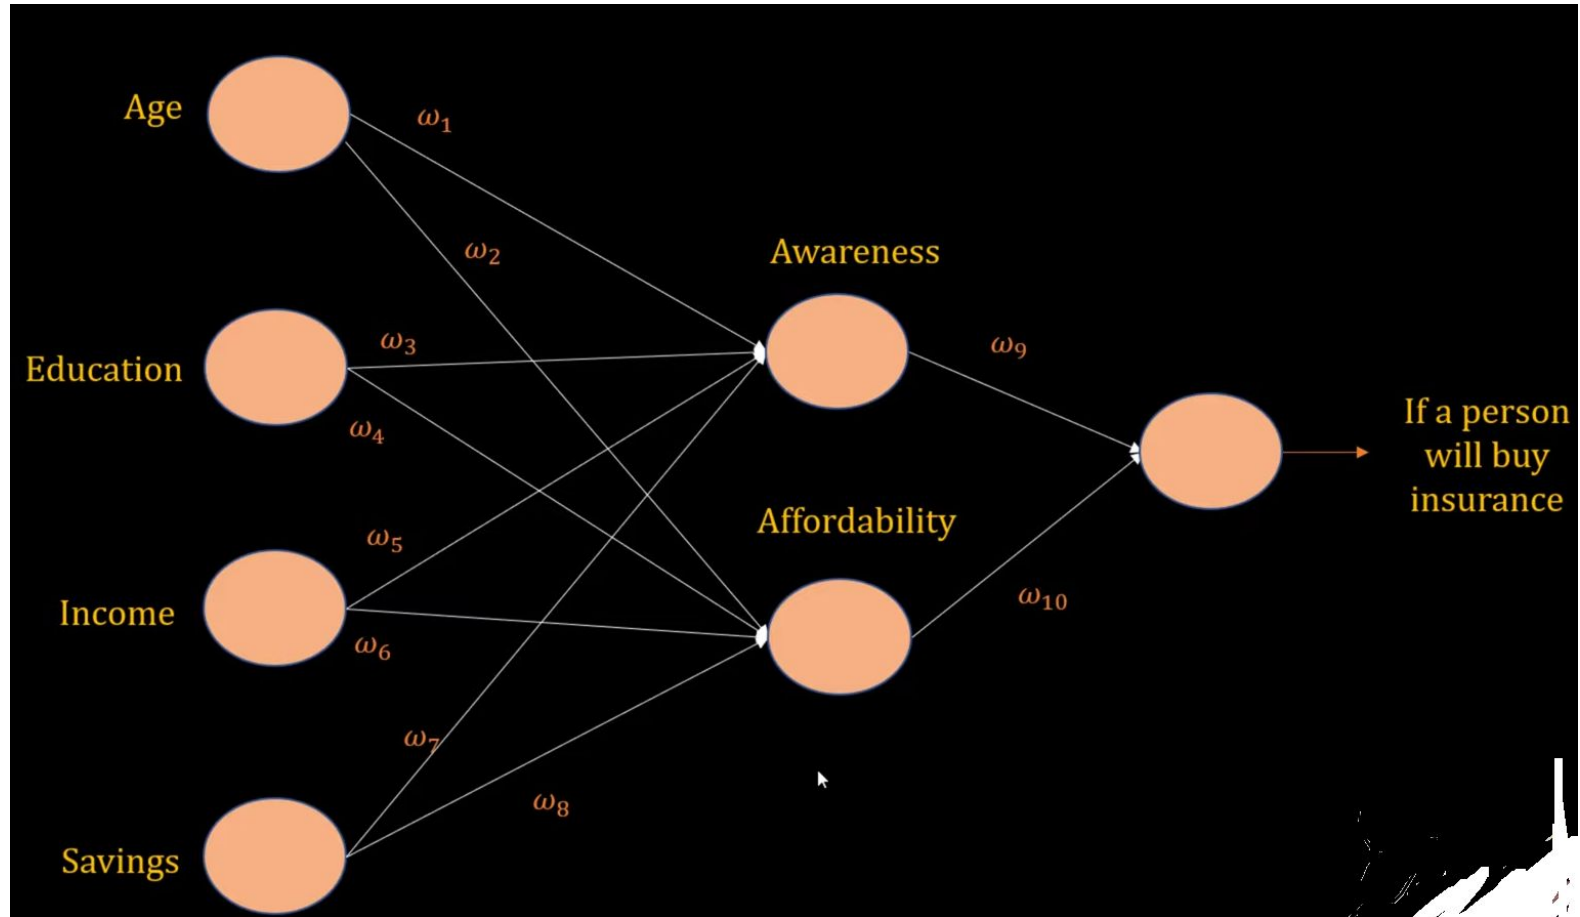 Age
ω1
ω2
Awareness
Education
ω3
ω4
ω9
If a person
will buy
insurance
Affordability
Income
ω5
ω6
ω10
ω7
ω8
Savings